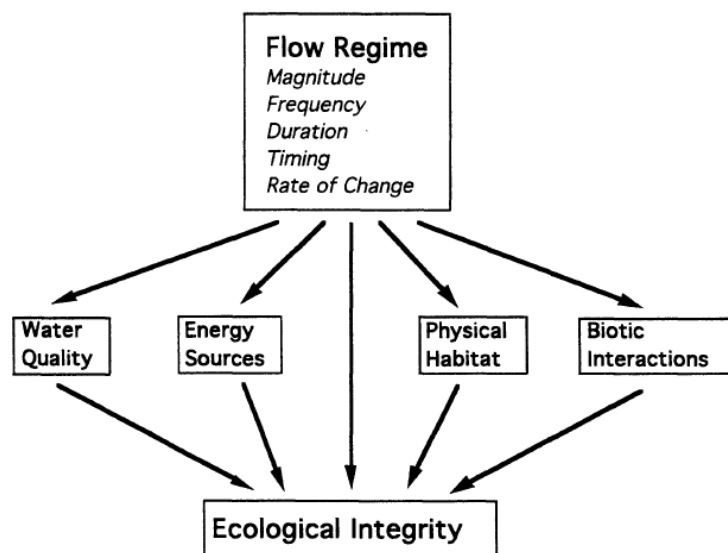 Flow Regime
Magnitude
Frequency
Duration
Timing
Rate of Change
Water
Quality
Energy
Sources
Physical
Habitat
Biotic
Interactions
Ecological Integrity